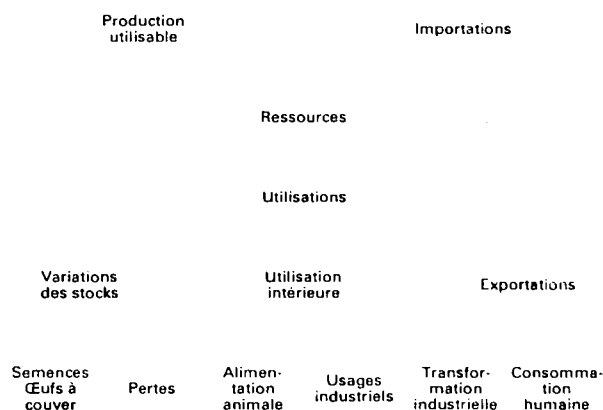 Production
utilisable
Importations
Ressources
Utilisations
Variations
des stocks
Utilisation
intérieure
Exportations
Semences
Œufs à
couver
Pertes
Alimen-
tation
animale
Usages
industriels
Transfor-
mation
industrielle
Consomma-
tion
humaine